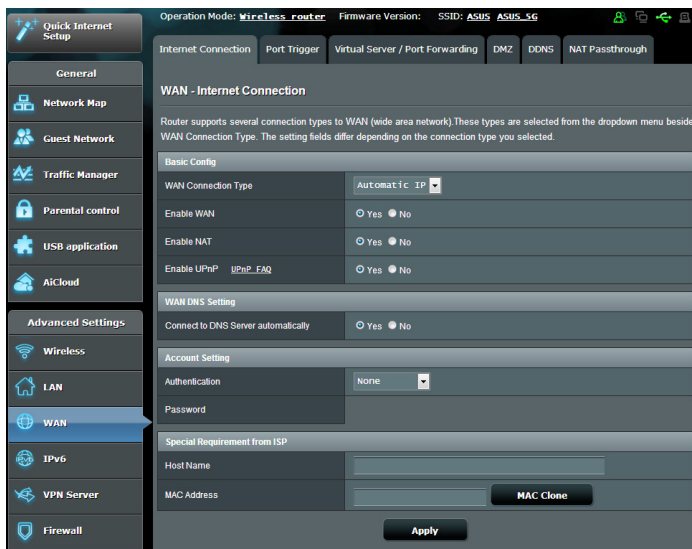 Quick Internet
Setup
Operation Mode: Wireless router Firmware Version: SSID: ASUS ASUS_5G
Internet Connection Port Trigger Virtual Server / Port Forwarding DMZ DDNS NAT Passthrough
General
Network Map
Guest Network
Traffic Manager
Parental control
USB application
AiCloud
Advanced Settings
Wireless
LAN
WAN
IPv6
VPN Server
Firewall
WAN - Internet Connection
Router supports several connection types to WAN (wide area network).These types are selected from the dropdown menu beside
WAN Connection Type. The setting fields differ depending on the connection type you selected.
Basic Config
WAN Connection Type Automatic IP
Enable WAN Yes No
Enable NAT Yes No
Enable UPnP UPnP FAQ Yes No
WAN DNS Setting
Connect to DNS Server automatically Yes No
Account Setting
Authentication None
Password
Special Requirement from ISP
Host Name
MAC Address MAC Clone
Apply